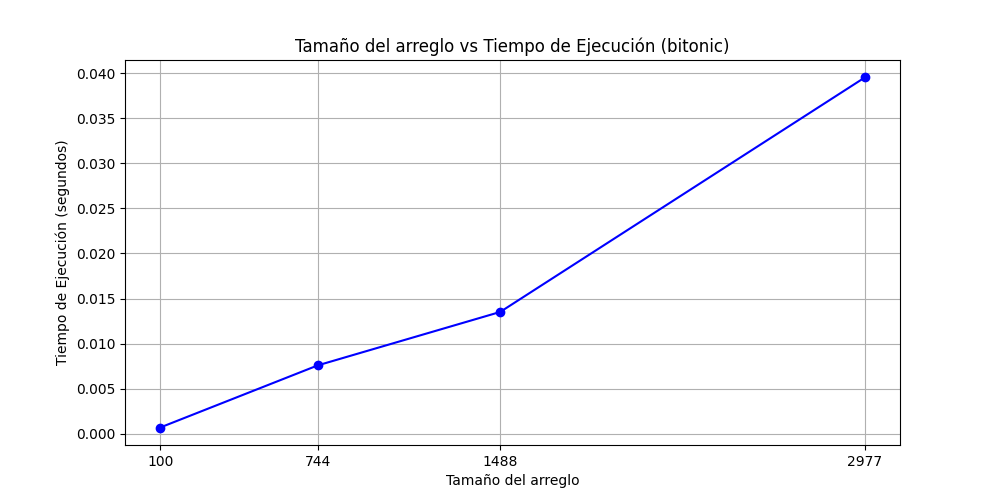 Tamaño del arreglo vs Tiempo de Ejecución (bitonic)
Tiempo de Ejecución (segundos)
0.040
0.035
0.030
0.025
0.020
0.015
0.010
0.005
0.000
100 744 1488 2977
Tamaño del arreglo